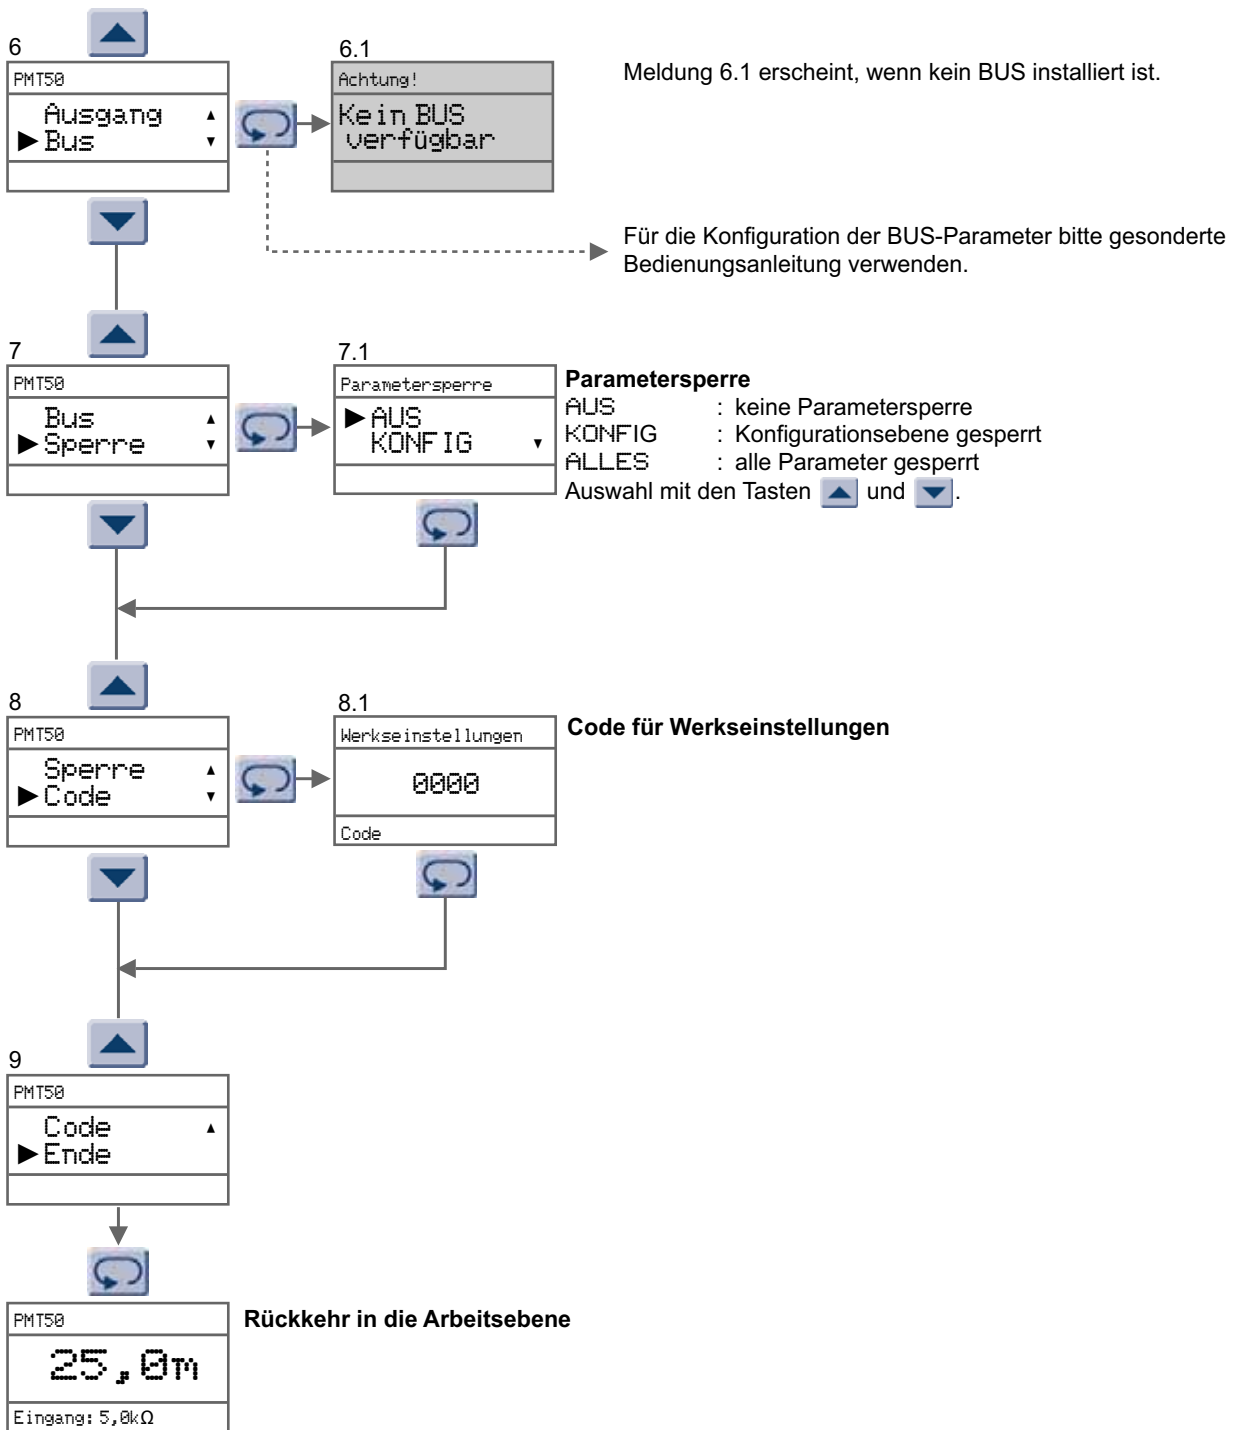 6
PMT50
Ausgang
Bus
6.1
Achtung!
Kein BUS
verfügbar
Meldung 6.1 erscheint, wenn kein BUS installiert ist.
Für die Konfiguration der BUS-Parameter bitte gesonderte
Bedienungsanleitung verwenden.
7
PMT50
Bus
Sperre
7.1
Parametersperre
AUS
KONFIG
Parametersperre
AUS : keine Parametersperre
KONFIG : Konfigurationsebene gesperrt
ALLES : alle Parameter gesperrt
Auswahl mit den Tasten und .
8
PMT50
Sperre
Code
8.1
Werkseinstellungen
0000
Code
Code für Werkseinstellungen
9
PMT50
Code
Ende
PMT50
25,0m
Eingang: 5,0kΩ
Rückkehr in die Arbeitsebene